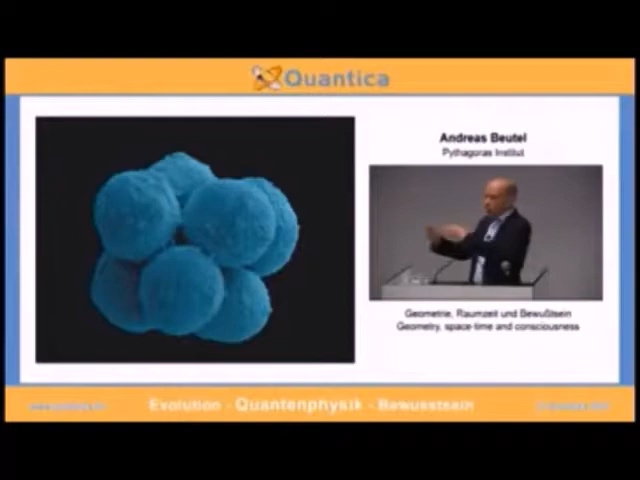 Quantica
Andreas Beutel
Pythagoras Institut
Geometrie, Raumzeit und Bewußtsein
Geometry, space-time and consciousness
Evolution - Quantenphysik - Bewusstsein